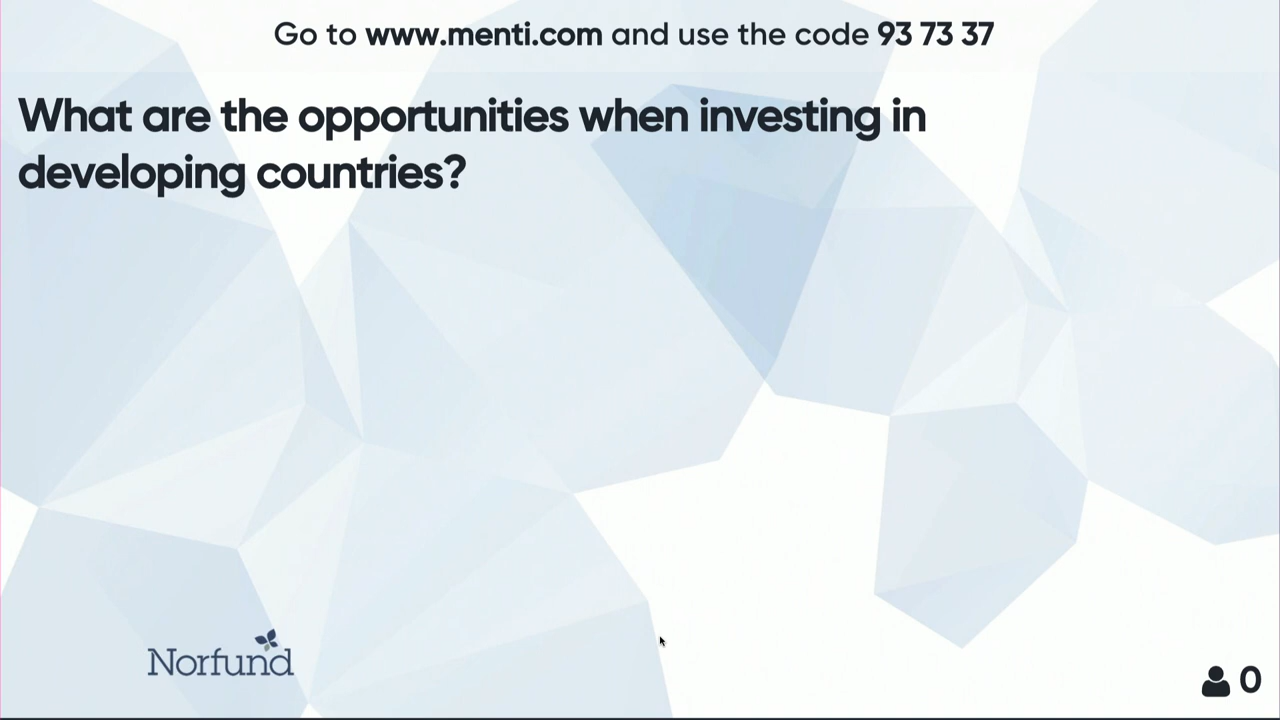 Go to www.menti.com and use the code 93 73 37
What are the opportunities when investing in
developing countries?
Norfund
0